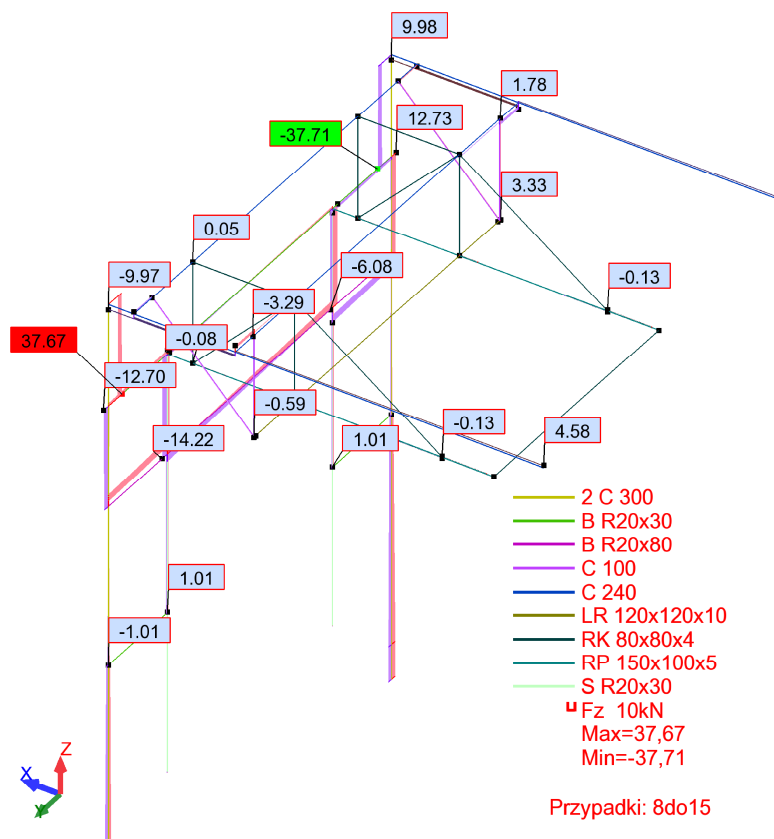 9.98
1.78
-37.71
12.73
3.33
0.05
-9.97
-6.08
-3.29
-0.13
37.67
-0.08
-12.70
-0.59
-14.22
-0.13
4.58
1.01
2 C 300
B R20x30
B R20x80
C 100
C 240
LR 120x120x10
RK 80x80x4
RP 150x100x5
S R20x30
1.01
-1.01
Fz 10kN
Max=37,67
Min=-37,71
Z
X
Y
Przypadki: 8do15